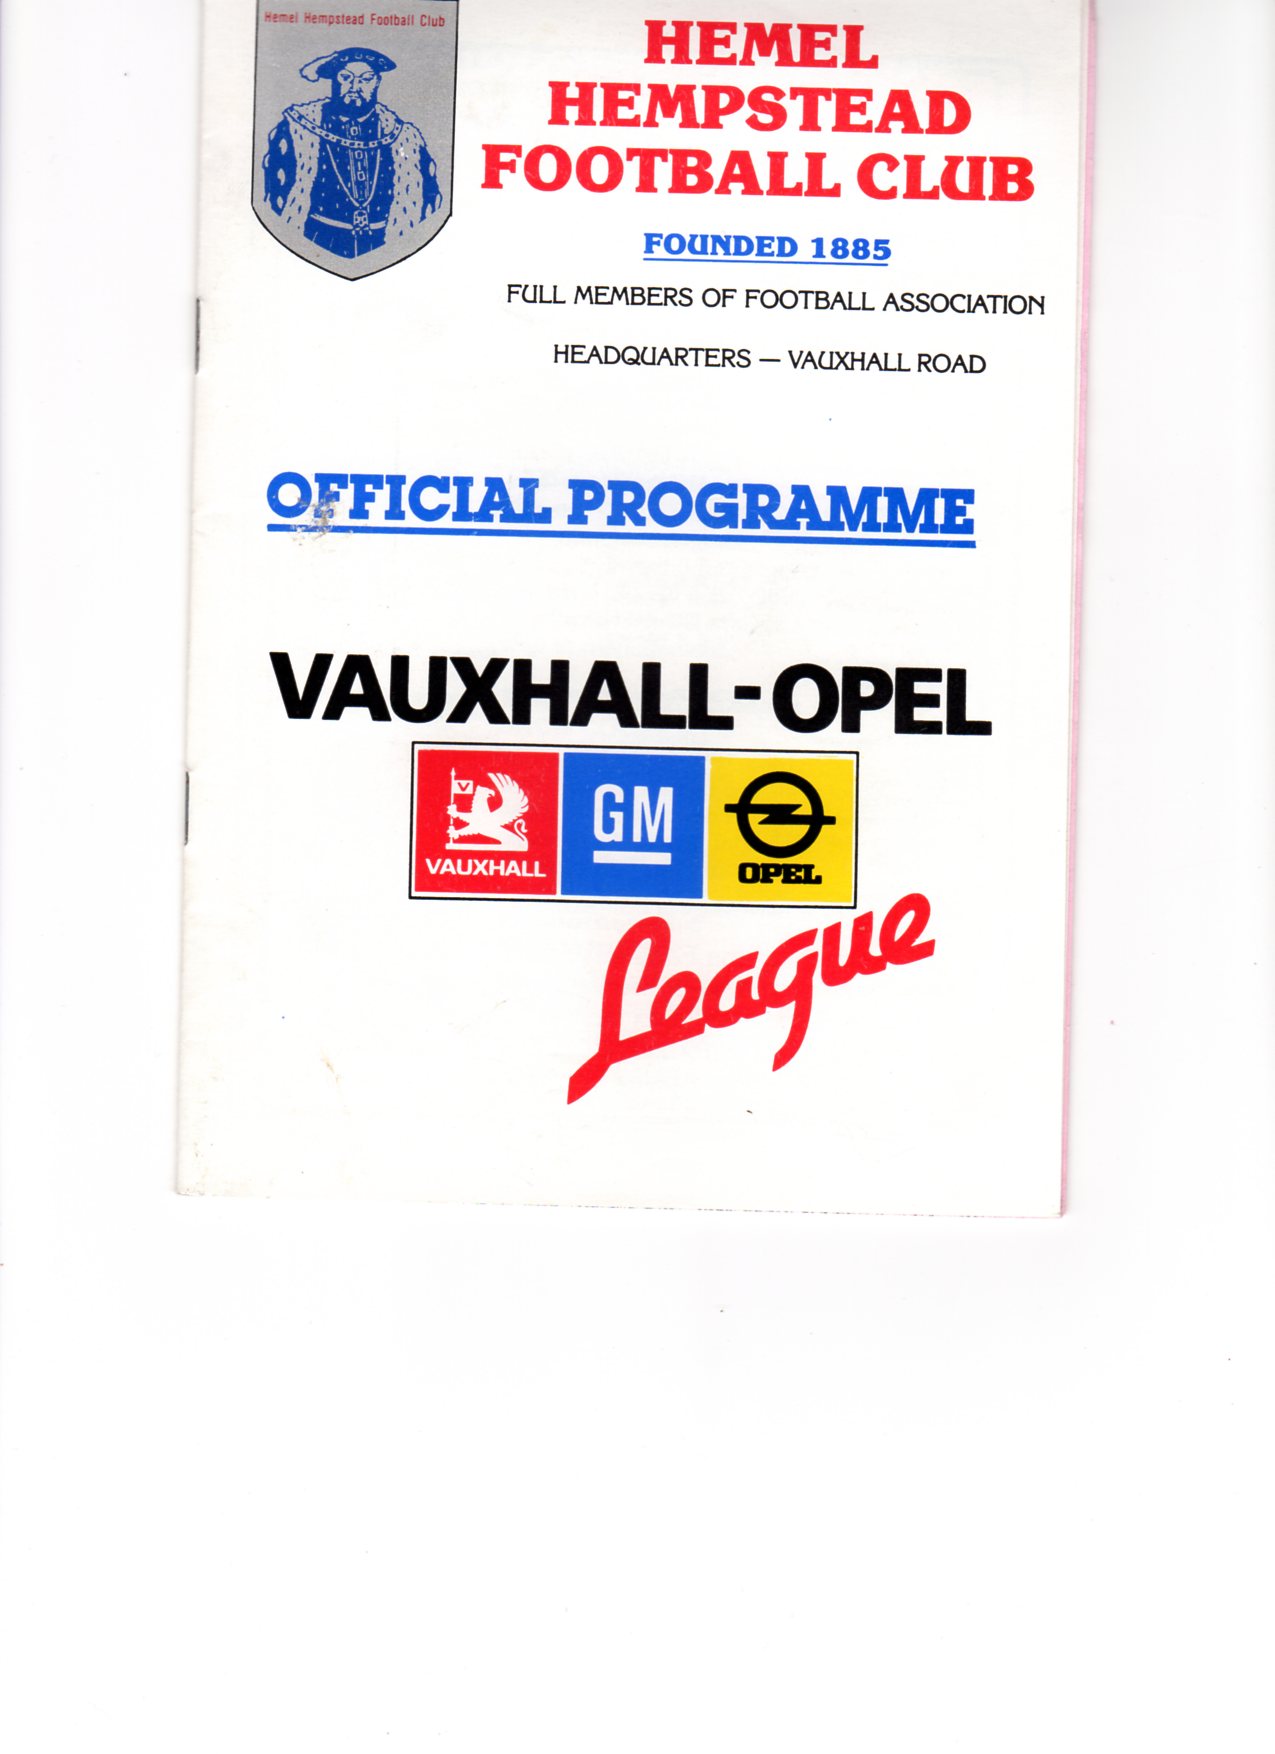 Hemel Hempstead Football Club
HEMEL
HEMPSTEAD
FOOTBALL CLUB
FOUNDED 1885
FULL MEMBERS OF FOOTBALL ASSOCIATION
HEADQUARTERS — VAUXHALL ROAD
OFFICIAL PROGRAMME
VAUXHALL-OPEL
V
VAUXHALL
GM
OPEL
League